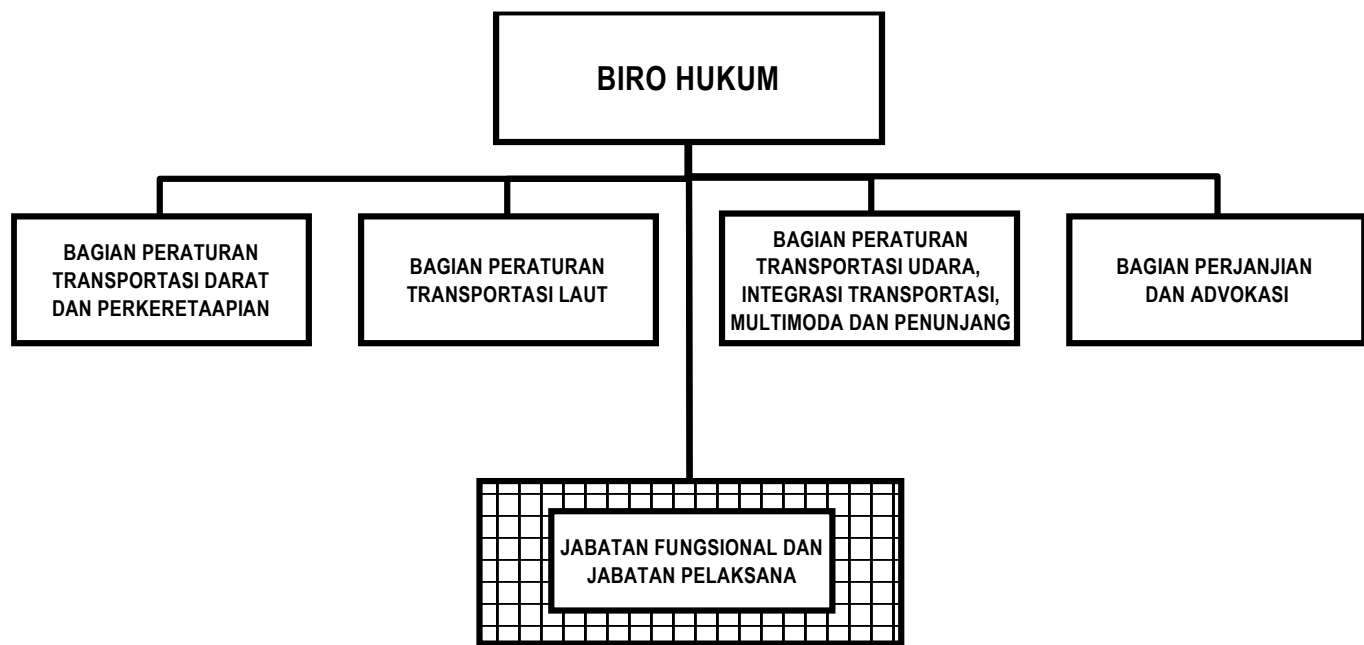 BIRO HUKUM
BAGIAN PERATURAN
TRANSPORTASI DARAT
DAN PERKERETAAPIAN
BAGIAN PERATURAN
TRANSPORTASI LAUT
BAGIAN PERATURAN
TRANSPORTASI UDARA,
INTEGRASI TRANSPORTASI,
MULTIMODA DAN PENUNJANG
BAGIAN PERJANJIAN
DAN ADVOKASI
JABATAN FUNGSIONAL DAN
JABATAN PELAKSANA